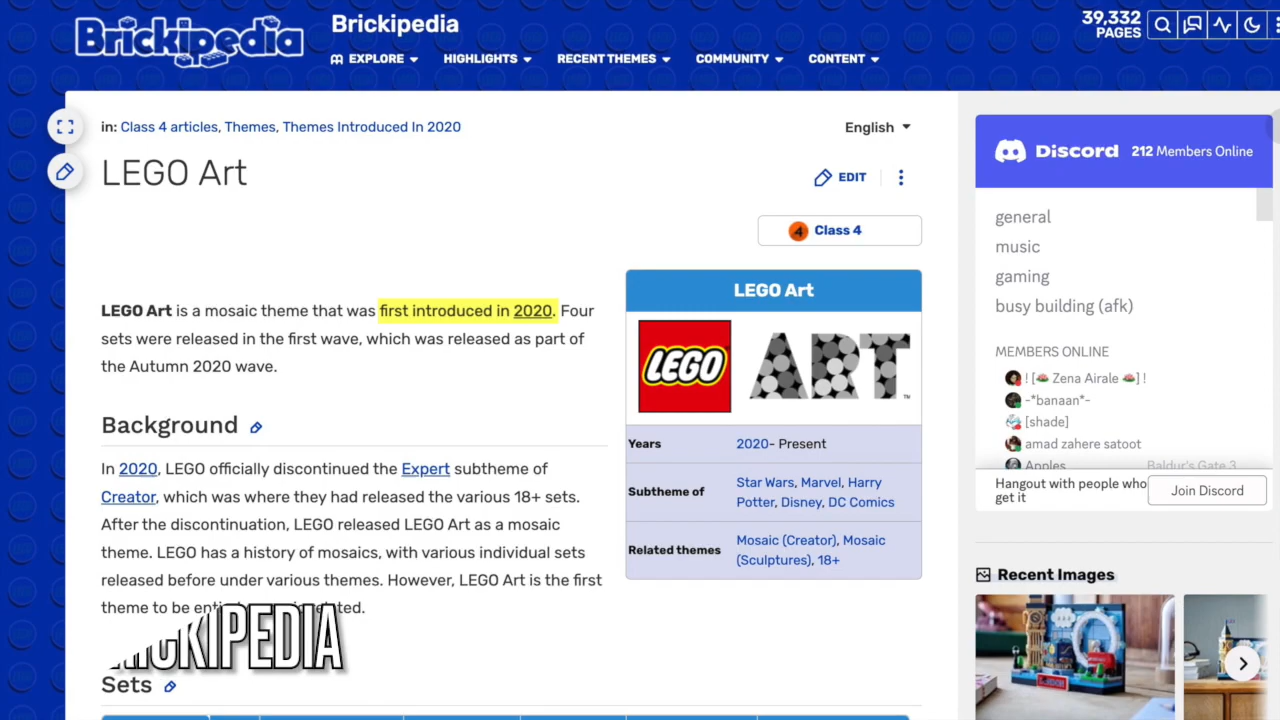 Brickipedia
Brickipedia
39,332
PAGES
EXPLORE
HIGHLIGHTS
RECENT THEMES
COMMUNITY
CONTENT
in: Class 4 articles, Themes, Themes Introduced In 2020
English
LEGO Art
EDIT
4 Class 4
LEGO Art is a mosaic theme that was first introduced in 2020. Four
sets were released in the first wave, which was released as part of
the Autumn 2020 wave.
Background
In 2020, LEGO officially discontinued the Expert subtheme of
Creator, which was where they had released the various 18+ sets.
After the discontinuation, LEGO released LEGO Art as a mosaic
theme. LEGO has a history of mosaics, with various individual sets
released before under various themes. However, LEGO Art is the first
theme to be
Sets
LEGO Art
LEGO ART ™
Years
2020- Present
Subtheme of
Star Wars, Marvel, Harry
Potter, Disney, DC Comics
Related themes
Mosaic (Creator), Mosaic
(Sculptures), 18+
Discord 212 Members Online
general
music
gaming
busy building (afk)
MEMBERS ONLINE
! [🪷 Zena Airale 🪷] !
-*banaan*-
[shade]
amad zahere satoot
Apples
Baldur's Gate 3
Hangout with people who
get it
Join Discord
Recent Images